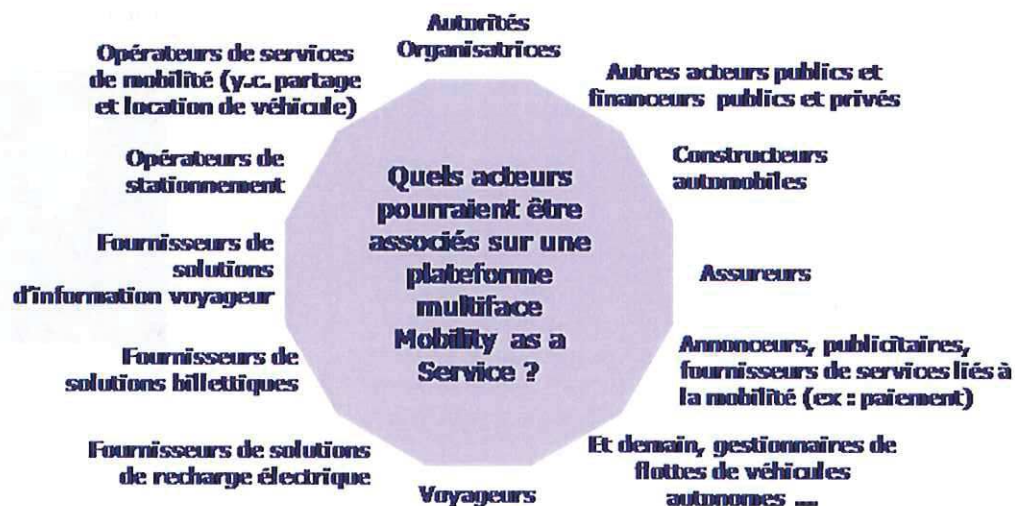 Autorités
Organisatrices
Autres acteurs publics et
financeurs publics et privés
Constructeurs
automobiles
Assureurs
Annonceurs, publicitaires,
fournisseurs de services liés à
la mobilité (ex : paiement)
Et demain, gestionnaires de
flottes de véhicules
autonomes ....
Voyageurs
Fournisseurs de solutions
de recharge électrique
Fournisseurs de
solutions billettiques
Fournisseurs de
solutions
d'information voyageur
Opérateurs de
stationnement
Opérateurs de services
de mobilité (y.c. partage
et location de véhicule)
Quels acteurs
pourraient être
associés sur une
plateforme
multiface
Mobility as a
Service ?